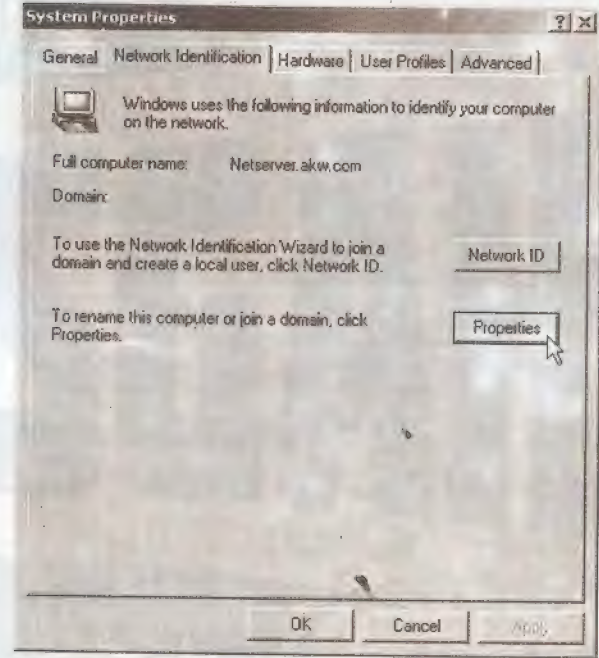 System Properties
? X
General Network Identification Hardware User Profiles Advanced
Windows uses the following information to identify your computer
on the network.
Full computer name: Netserver.akw.com
Domain:
To use the Network Identification Wizard to join a
domain and create a local user, click Network ID.
Network ID
To rename this computer or join a domain, click
Properties.
Properties
OK Cancel Apply